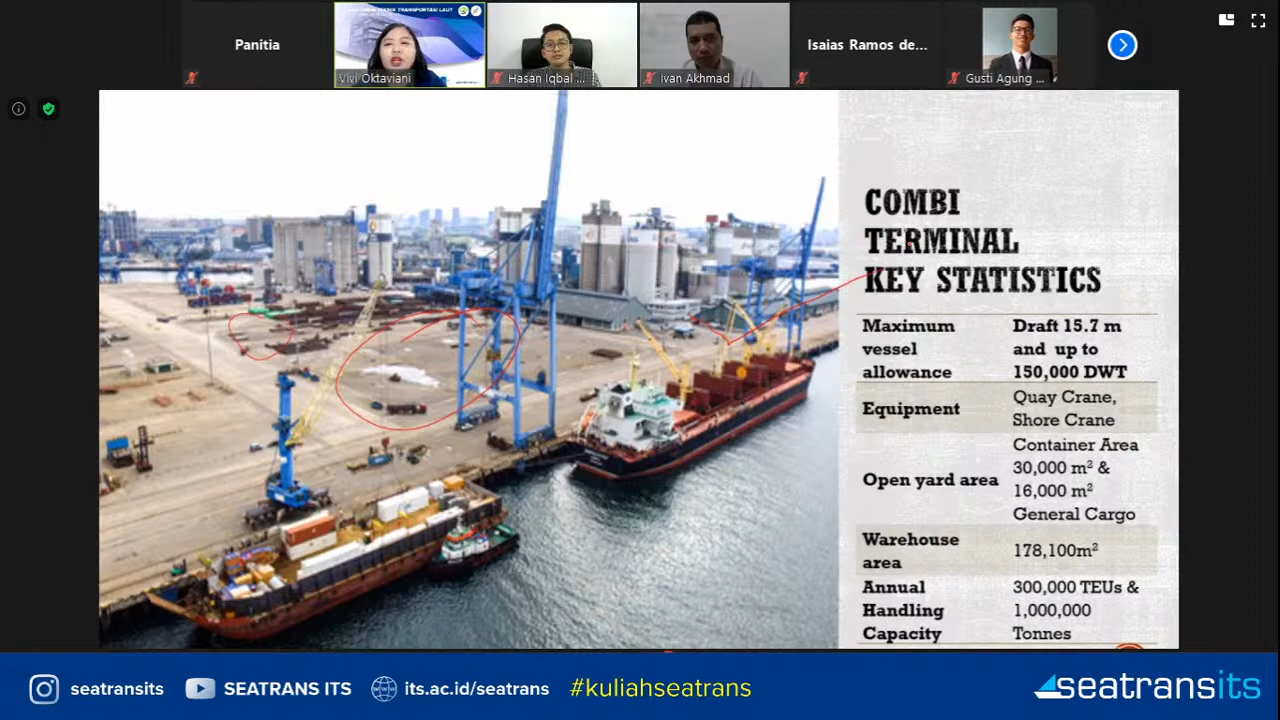 Panitia
TRANSPORTASI LAUT
Vivi Oktaviani
Hasan Iqbal ...
Ivan Akhmad
Isaias Ramos de...
Gusti Agung ...
COMBI
TERMINAL
KEY STATISTICS
Maximum vessel allowance
Draft 15.7 m and up to 150,000 DWT
Equipment
Quay Crane, Shore Crane
Open yard area
Container Area 30,000 m² & 16,000 m² General Cargo
Warehouse area
178,100m²
Annual Handling Capacity
300,000 TEUs & 1,000,000 Tonnes
seatransits
SEATRANS ITS
its.ac.id/seatrans
#kuliahseatrans
seatransits